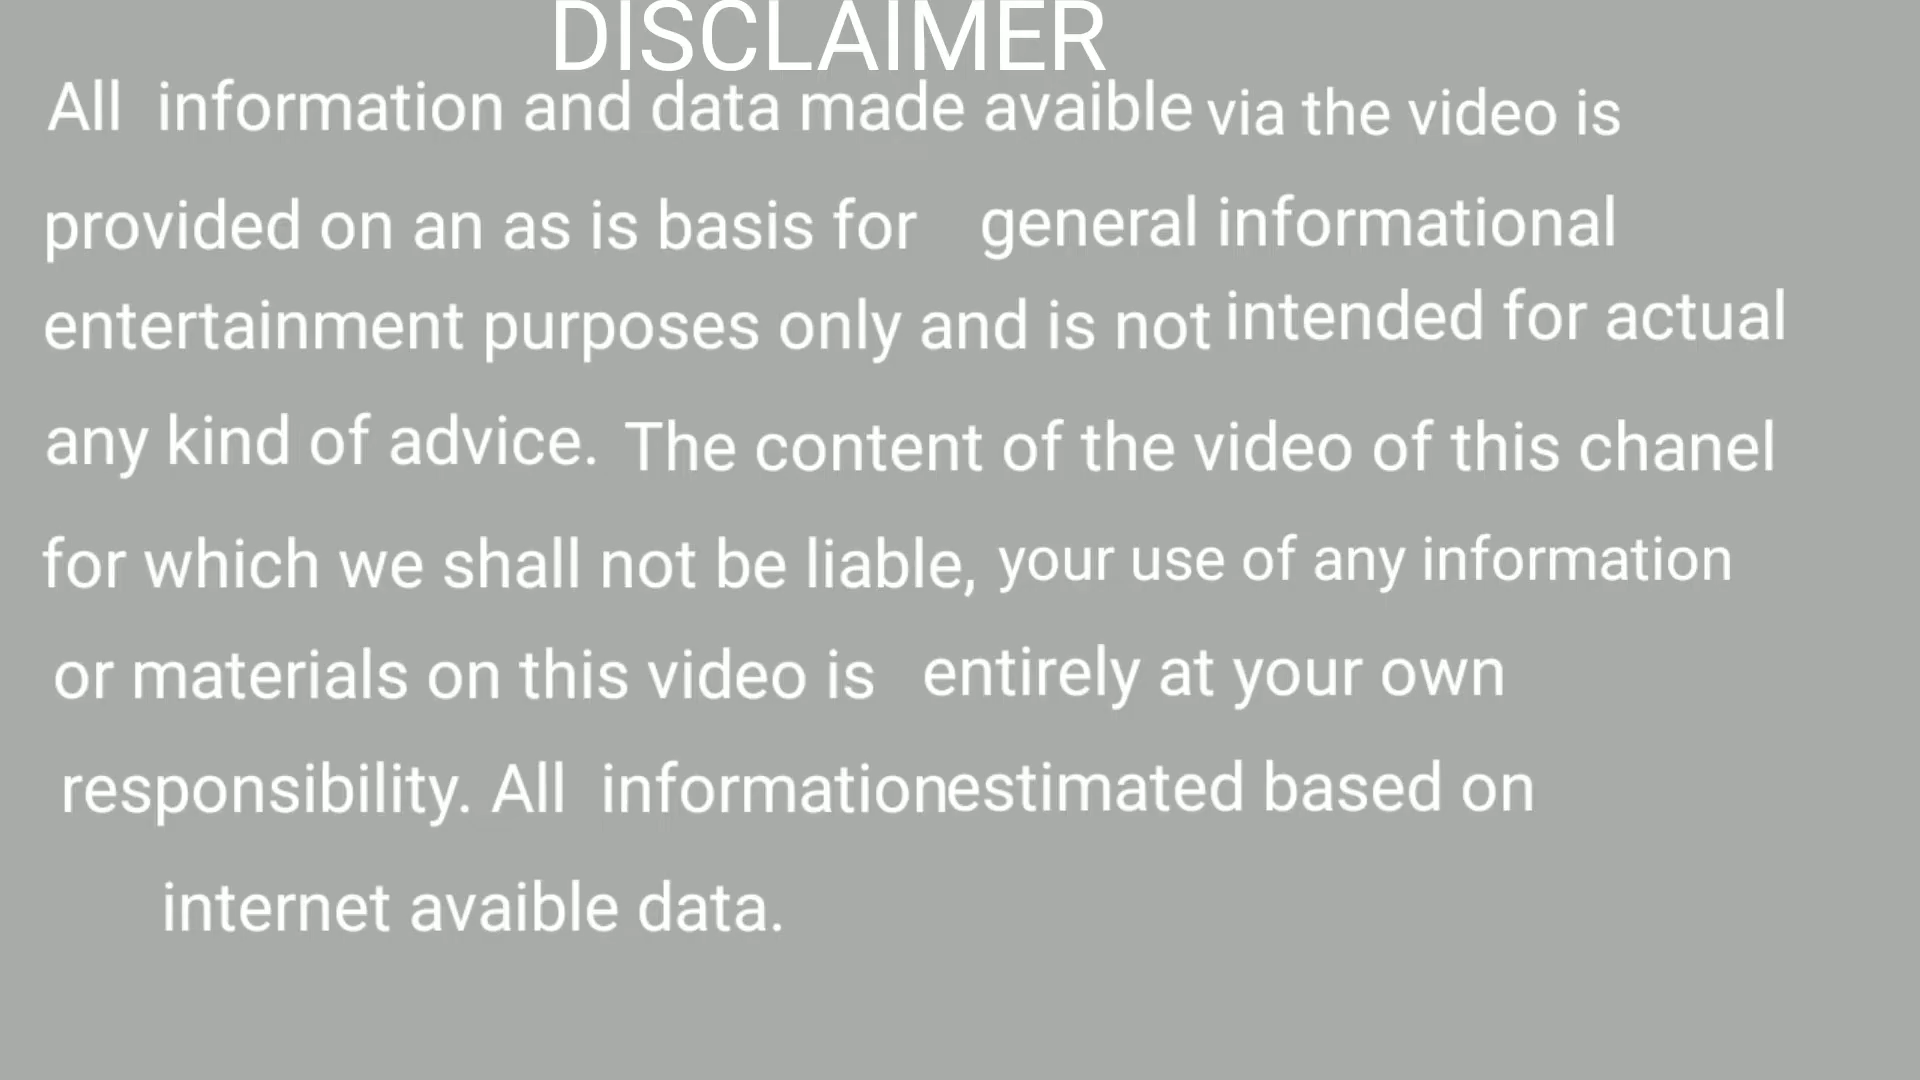 DISCLAIMER
All information and data made avaible via the video is
provided on an as is basis for general informational
entertainment purposes only and is not intended for actual
any kind of advice. The content of the video of this chanel
for which we shall not be liable, your use of any information
or materials on this video is entirely at your own
responsibility. All informationestimated based on
internet avaible data.